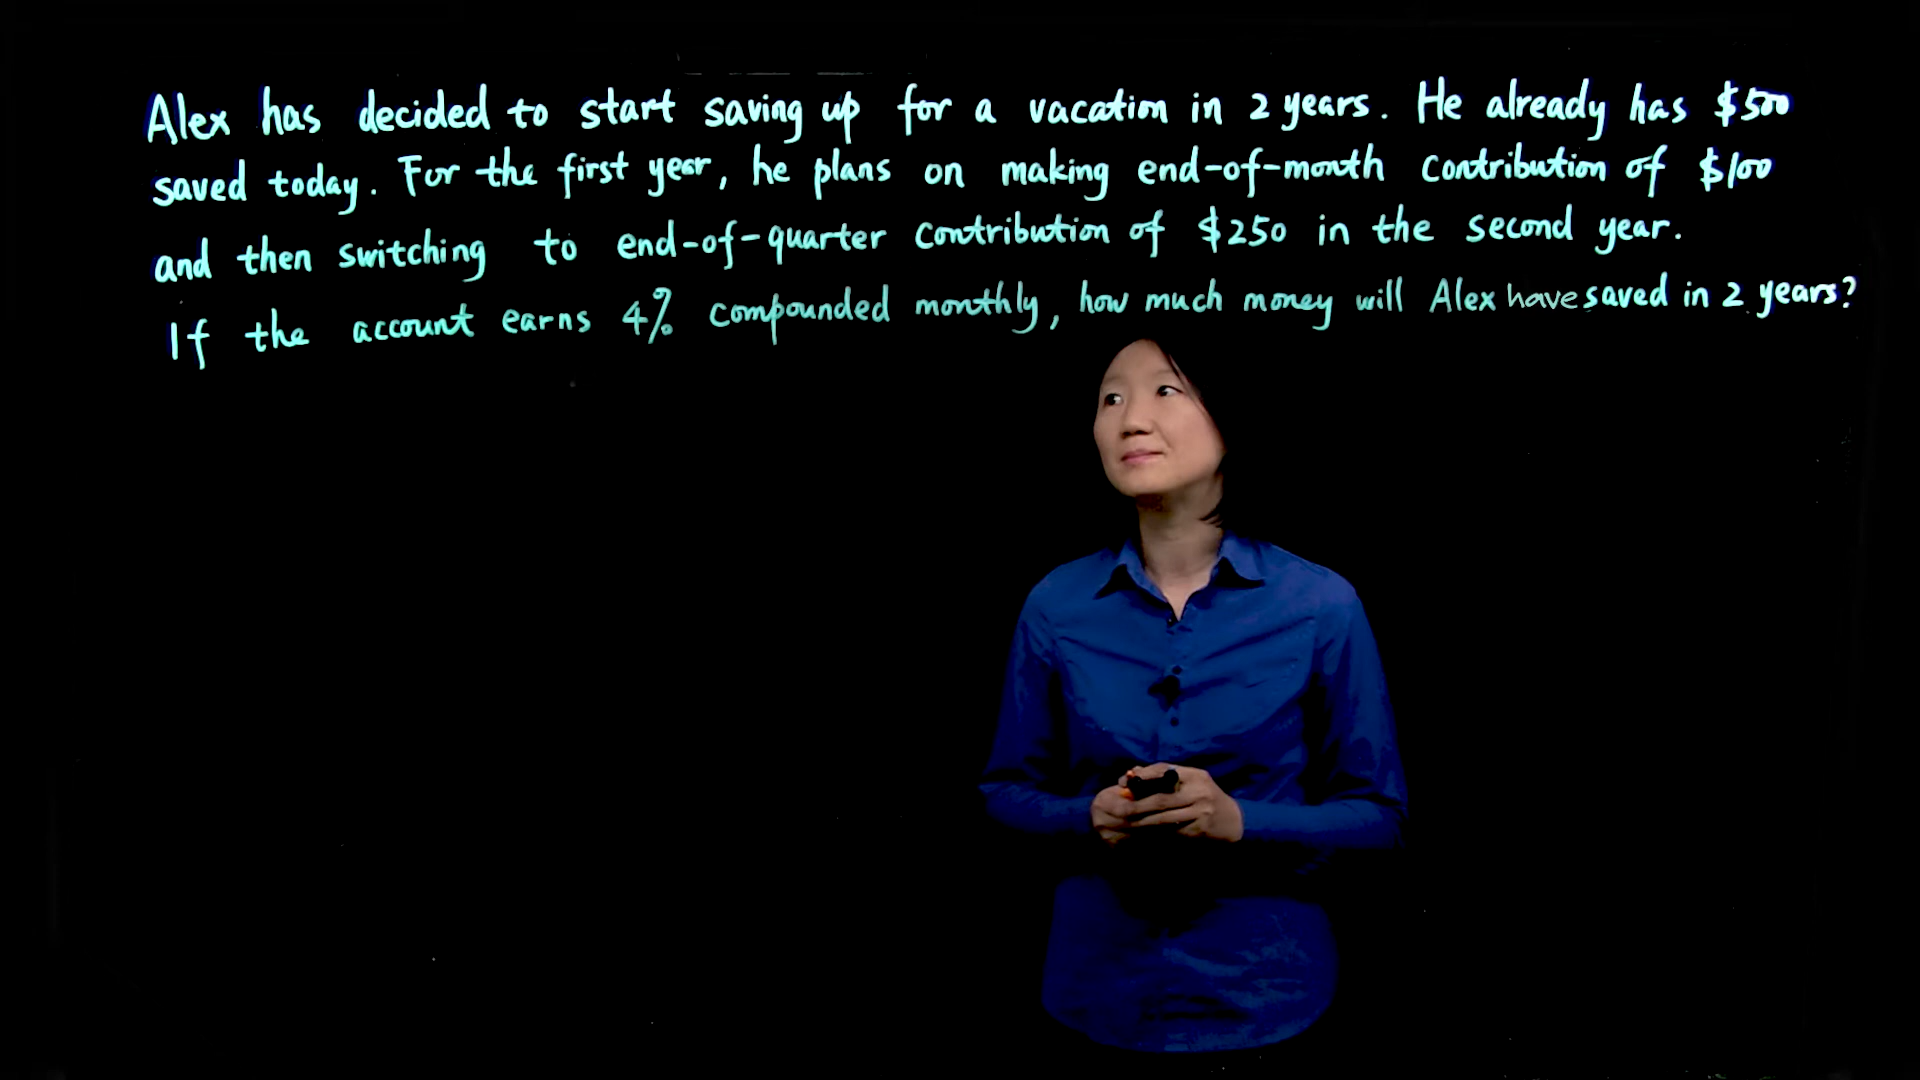 Alex has decided to start saving up for a vacation in 2 years. He already has $500
saved today. For the first year, he plans on making end-of-month contribution of $100
and then switching to end-of-quarter contribution of $250 in the second year.
If the account earns 4% compounded monthly, how much money will Alex have saved in 2 years?